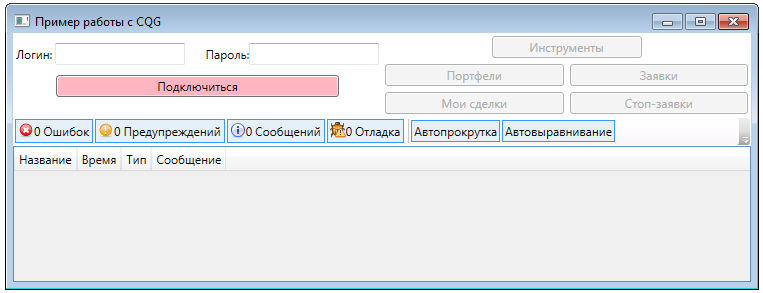 Пример работы с CQG
Логин: Пароль: Инструменты
Портфели Заявки
Подключиться
Мои сделки Стоп-заявки
0 Ошибок 0 Предупреждений 0 Сообщений 0 Отладка Автопрокрутка Автовыравнивание
Название Время Тип Сообщение